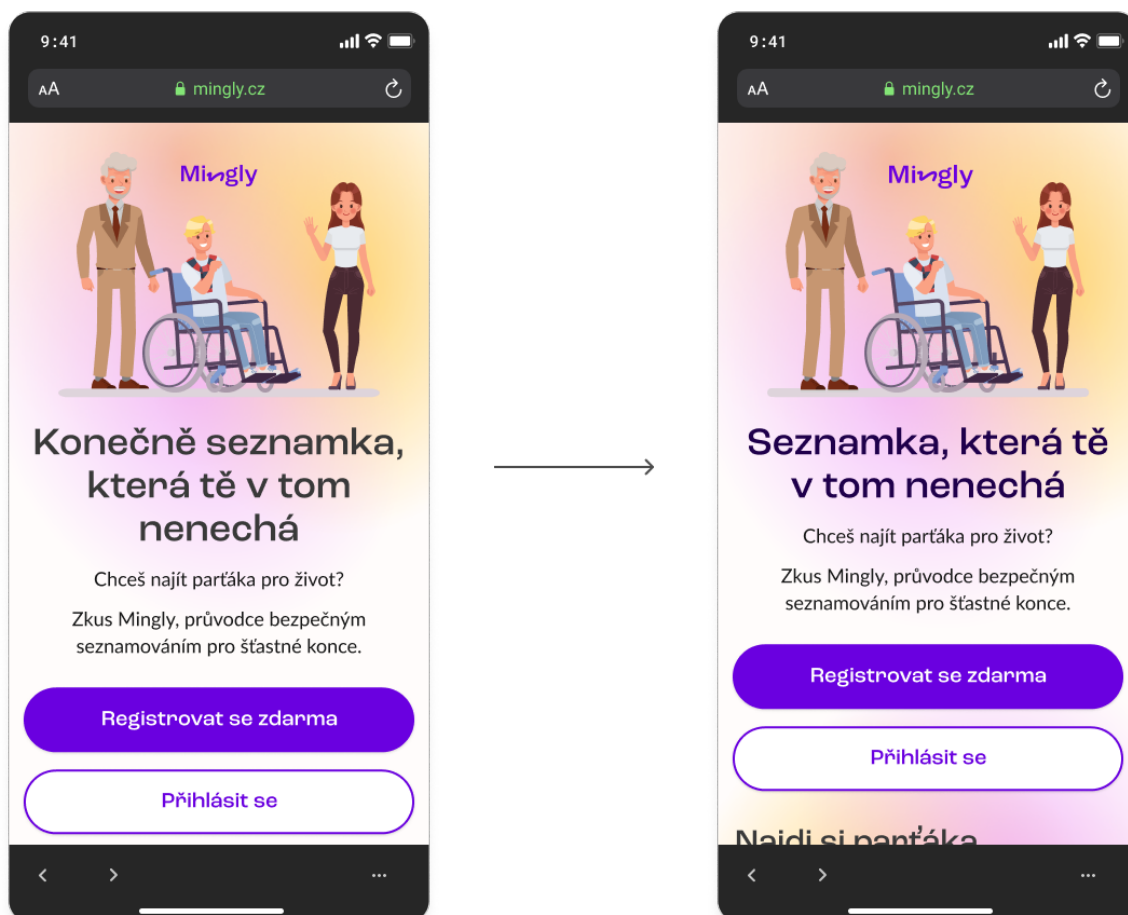 9:41
AA
mingly.cz
Mingly
Konečně seznamka,
která tě v tom
nenechá
Chceš najít parťáka pro život?
Zkus Mingly, průvodce bezpečným
seznamováním pro šťastné konce.
Registrovat se zdarma
Přihlásit se
9:41
AA
mingly.cz
Mingly
Seznamka, která tě
v tom nenechá
Chceš najít parťáka pro život?
Zkus Mingly, průvodce bezpečným
seznamováním pro šťastné konce.
Registrovat se zdarma
Přihlásit se
Najdi si parťáka